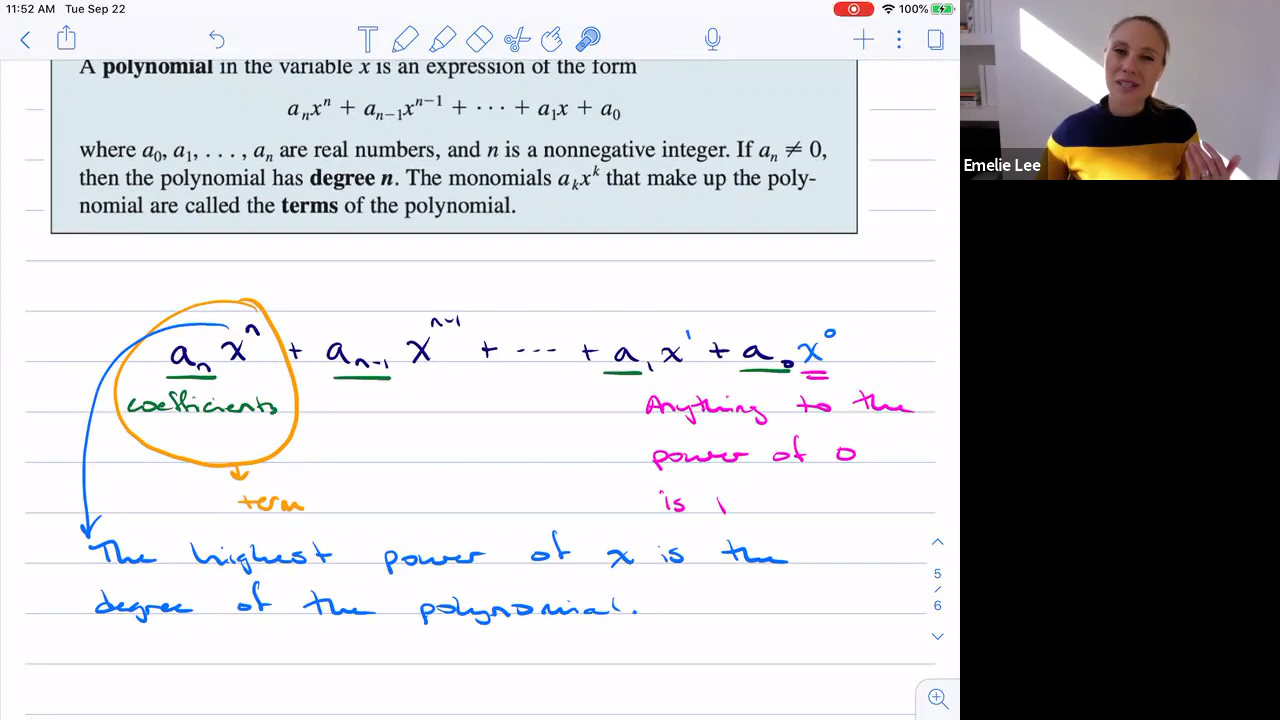 11:52 AM Tue Sep 22
100%
A polynomial in the variable x is an expression of the form
aₙxⁿ + aₙ₋₁xⁿ⁻¹ + · · · + a₁x + a₀
where a₀, a₁, . . . , aₙ are real numbers, and n is a nonnegative integer. If aₙ ≠ 0,
then the polynomial has degree n. The monomials aₖxᵏ that make up the poly-
nomial are called the terms of the polynomial.
Emelie Lee
aₙxⁿ + aₙ₋₁ xⁿ⁻¹ + ··· + a₁x¹ + a₀x⁰
coefficients
Anything to the
power of 0
is 1
term
The highest power of x is the
degree of the polynomial.
5
/
6